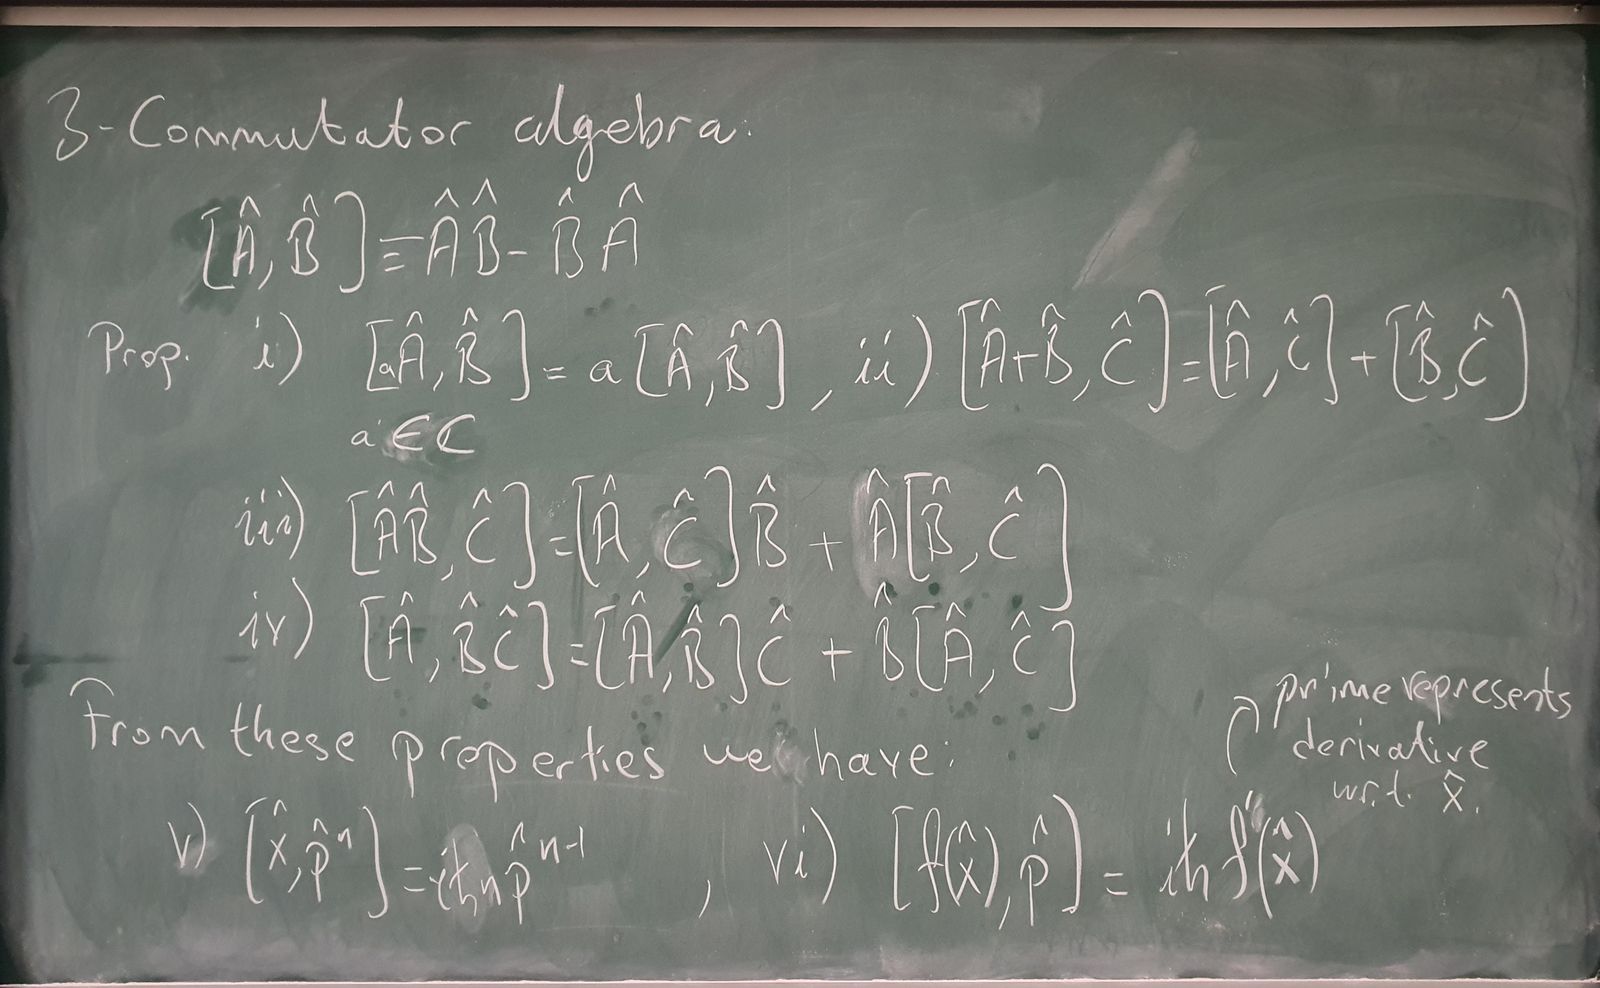 3-Commutator algebra:
[Â, B̂] ≡ ÂB̂ - B̂Â
Prop. i) [aÂ, B̂] = a[Â, B̂] , ii) [Â+B̂, Ĉ] = [Â, Ĉ] + [B̂, Ĉ]
a ∈ ℂ
iii) [ÂB̂, Ĉ] = [Â, Ĉ]B̂ + Â[B̂, Ĉ]
iv) [Â, B̂Ĉ] = [Â, B̂]Ĉ + B̂[Â, Ĉ]
From these properties we have:
prime represents
derivative
w.r.t. x̂.
v) [x̂, p̂ⁿ] = iħnp̂ⁿ⁻¹ , vi) [f(x̂), p̂] = iħ f'(x̂)